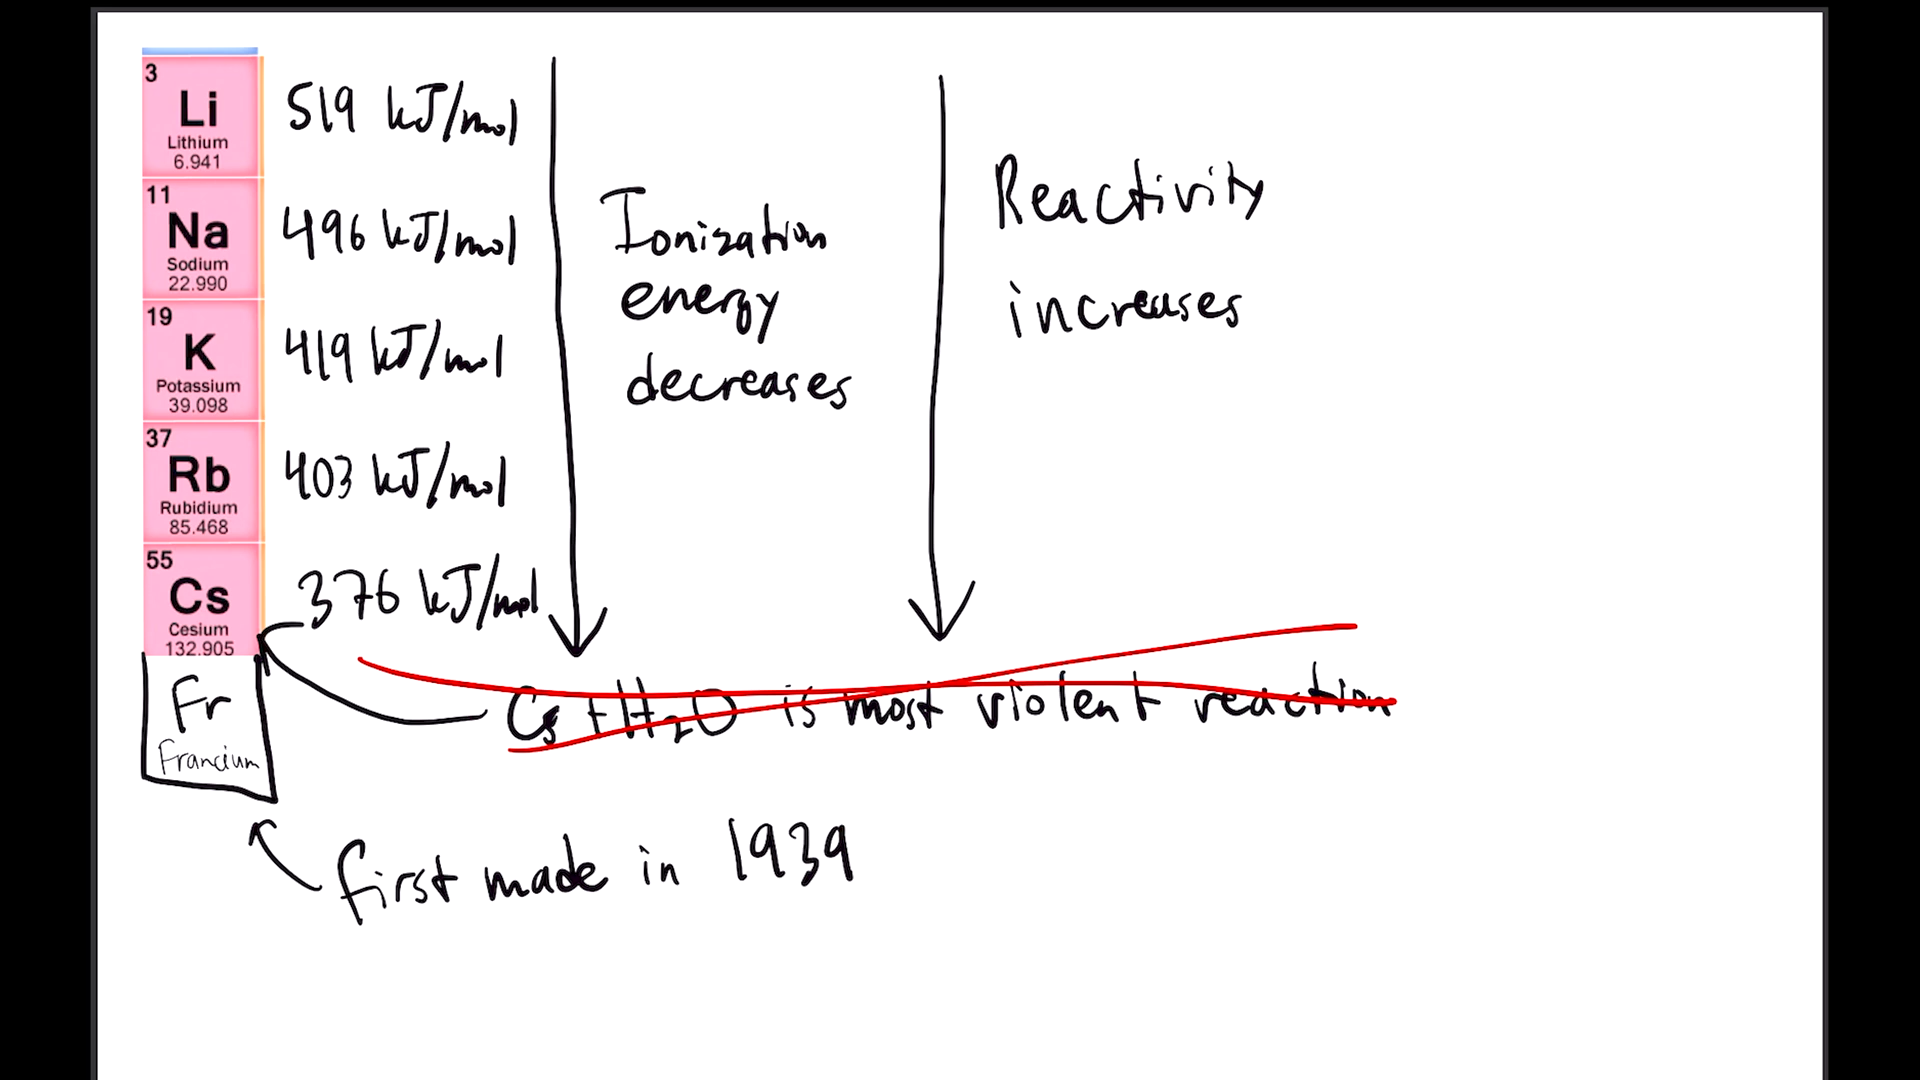 3
Li
Lithium
6.941
519 kJ/mol
11
Na
Sodium
22.990
496 kJ/mol
19
K
Potassium
39.098
419 kJ/mol
37
Rb
Rubidium
85.468
403 kJ/mol
55
Cs
Cesium
132.905
376 kJ/mol
Fr
Francium
Ionization
energy
decreases
Reactivity
increases
Cs + H₂O is most violent reaction
first made in 1939